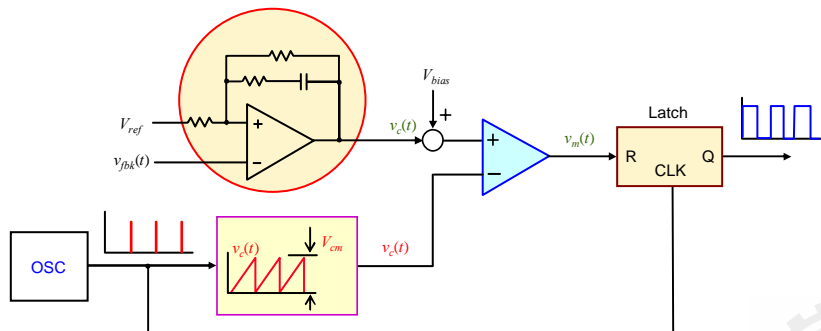 V_bias
+
V_ref
+
v_c(t)
v_fbk(t)
−
+
−
v_m(t)
Latch
R
Q
CLK
OSC
v_c(t)
V_cm
v_c(t)